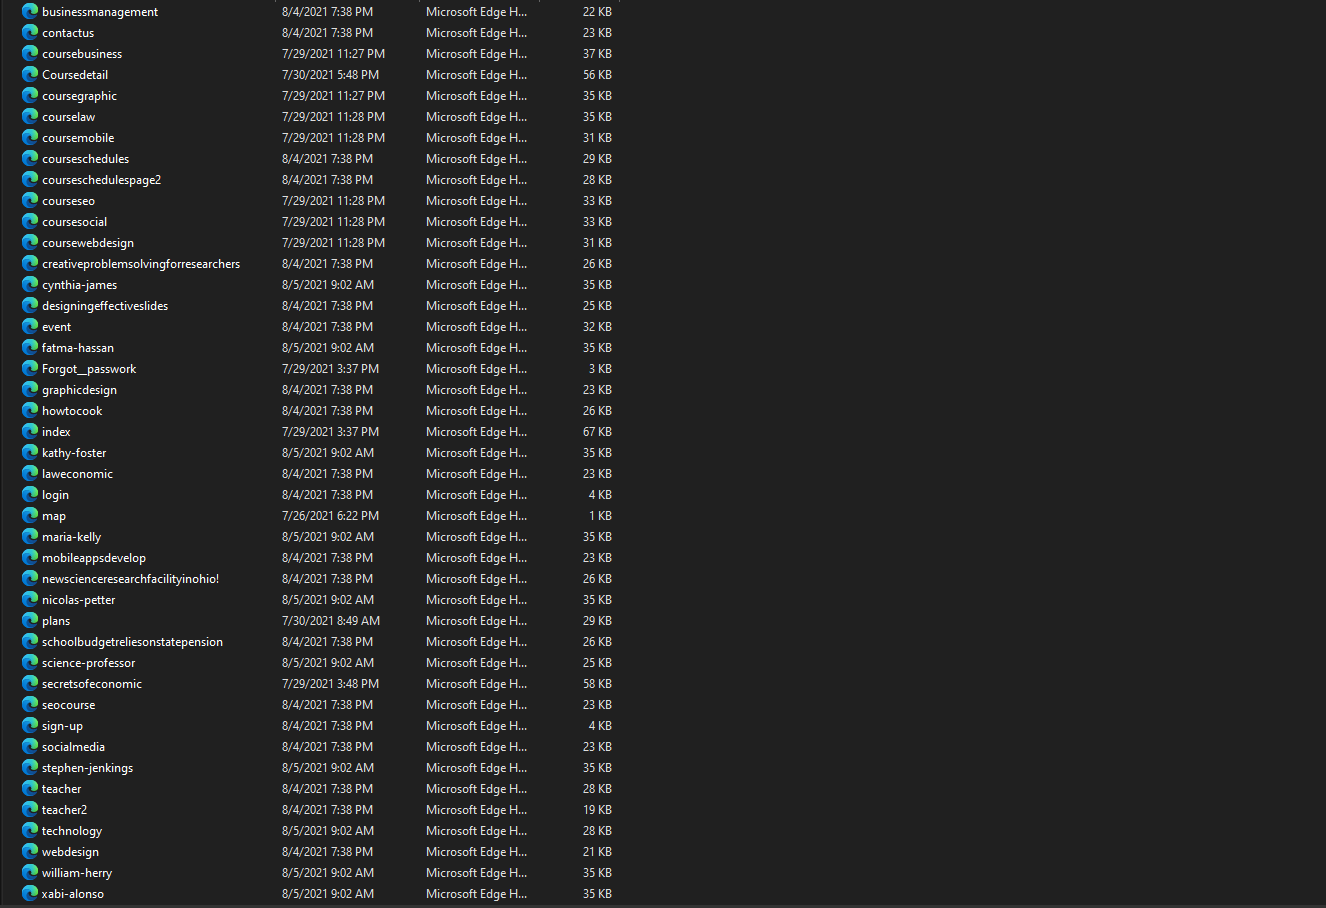 businessmanagement 8/4/2021 7:38 PM Microsoft Edge H... 22 KB
contactus 8/4/2021 7:38 PM Microsoft Edge H... 23 KB
coursebusiness 7/29/2021 11:27 PM Microsoft Edge H... 37 KB
Coursedetail 7/30/2021 5:48 PM Microsoft Edge H... 56 KB
coursegraphic 7/29/2021 11:27 PM Microsoft Edge H... 35 KB
courselaw 7/29/2021 11:28 PM Microsoft Edge H... 35 KB
coursemobile 7/29/2021 11:28 PM Microsoft Edge H... 31 KB
courseschedules 8/4/2021 7:38 PM Microsoft Edge H... 29 KB
courseschedulespage2 8/4/2021 7:38 PM Microsoft Edge H... 28 KB
courseseo 7/29/2021 11:28 PM Microsoft Edge H... 33 KB
coursesocial 7/29/2021 11:28 PM Microsoft Edge H... 33 KB
coursewebdesign 7/29/2021 11:28 PM Microsoft Edge H... 31 KB
creativeproblemsolvingforresearchers 8/4/2021 7:38 PM Microsoft Edge H... 26 KB
cynthia-james 8/5/2021 9:02 AM Microsoft Edge H... 35 KB
designingeffectiveslides 8/4/2021 7:38 PM Microsoft Edge H... 25 KB
event 8/4/2021 7:38 PM Microsoft Edge H... 32 KB
fatma-hassan 8/5/2021 9:02 AM Microsoft Edge H... 35 KB
Forgot__passwork 7/29/2021 3:37 PM Microsoft Edge H... 3 KB
graphicdesign 8/4/2021 7:38 PM Microsoft Edge H... 23 KB
howtocook 8/4/2021 7:38 PM Microsoft Edge H... 26 KB
index 7/29/2021 3:37 PM Microsoft Edge H... 67 KB
kathy-foster 8/5/2021 9:02 AM Microsoft Edge H... 35 KB
laweconomic 8/4/2021 7:38 PM Microsoft Edge H... 23 KB
login 8/4/2021 7:38 PM Microsoft Edge H... 4 KB
map 7/26/2021 6:22 PM Microsoft Edge H... 1 KB
maria-kelly 8/5/2021 9:02 AM Microsoft Edge H... 35 KB
mobileappsdevelop 8/4/2021 7:38 PM Microsoft Edge H... 23 KB
newscienceresearchfacilityinohio! 8/4/2021 7:38 PM Microsoft Edge H... 26 KB
nicolas-petter 8/5/2021 9:02 AM Microsoft Edge H... 35 KB
plans 7/30/2021 8:49 AM Microsoft Edge H... 29 KB
schoolbudgetreliesonstatepension 8/4/2021 7:38 PM Microsoft Edge H... 26 KB
science-professor 8/5/2021 9:02 AM Microsoft Edge H... 25 KB
secretsofeconomic 7/29/2021 3:48 PM Microsoft Edge H... 58 KB
seocourse 8/4/2021 7:38 PM Microsoft Edge H... 23 KB
sign-up 8/4/2021 7:38 PM Microsoft Edge H... 4 KB
socialmedia 8/4/2021 7:38 PM Microsoft Edge H... 23 KB
stephen-jenkings 8/5/2021 9:02 AM Microsoft Edge H... 35 KB
teacher 8/4/2021 7:38 PM Microsoft Edge H... 28 KB
teacher2 8/4/2021 7:38 PM Microsoft Edge H... 19 KB
technology 8/5/2021 9:02 AM Microsoft Edge H... 28 KB
webdesign 8/4/2021 7:38 PM Microsoft Edge H... 21 KB
william-herry 8/5/2021 9:02 AM Microsoft Edge H... 35 KB
xabi-alonso 8/5/2021 9:02 AM Microsoft Edge H... 35 KB